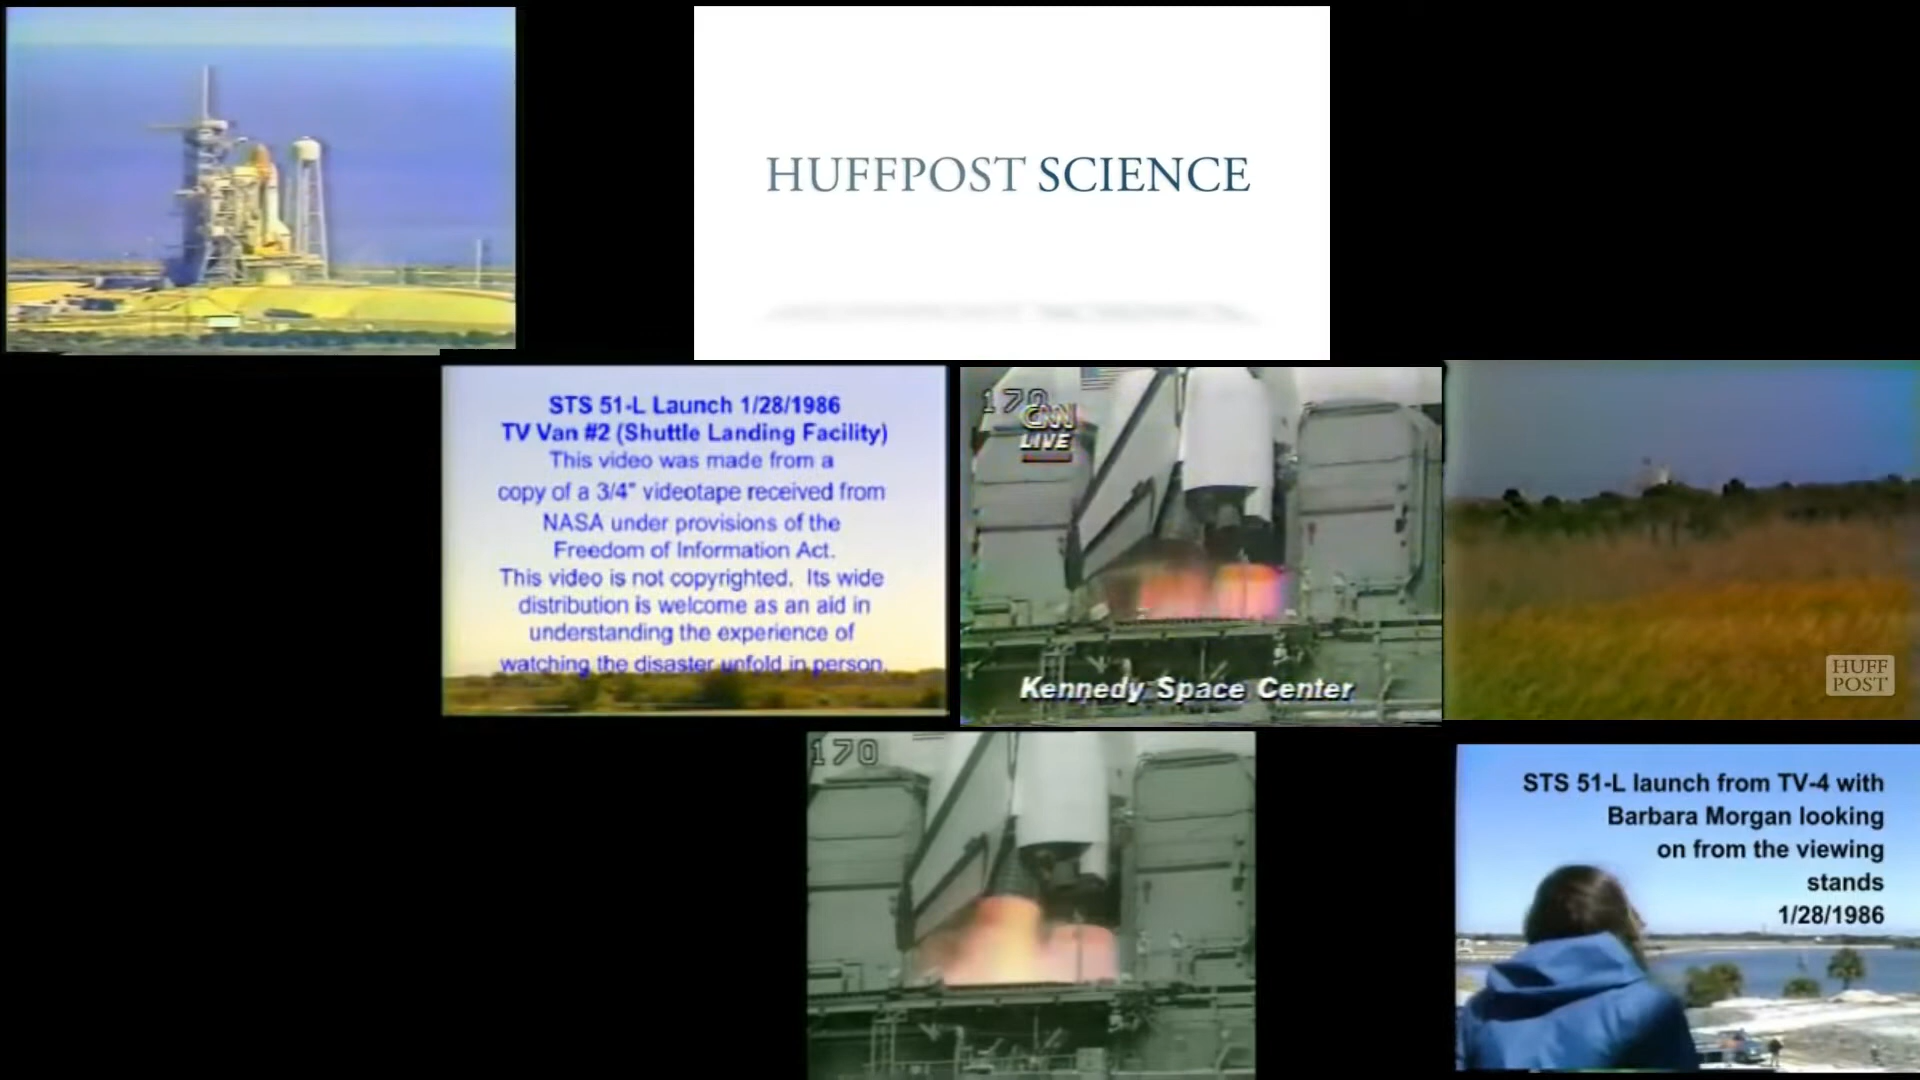 HUFFPOST SCIENCE
STS 51-L Launch 1/28/1986
TV Van #2 (Shuttle Landing Facility)
This video was made from a
copy of a 3/4" videotape received from
NASA under provisions of the
Freedom of Information Act.
This video is not copyrighted. Its wide
distribution is welcome as an aid in
understanding the experience of
watching the disaster unfold in person.
170
CNN
LIVE
Kennedy Space Center
HUFF
POST
170
STS 51-L launch from TV-4 with
Barbara Morgan looking
on from the viewing
stands
1/28/1986